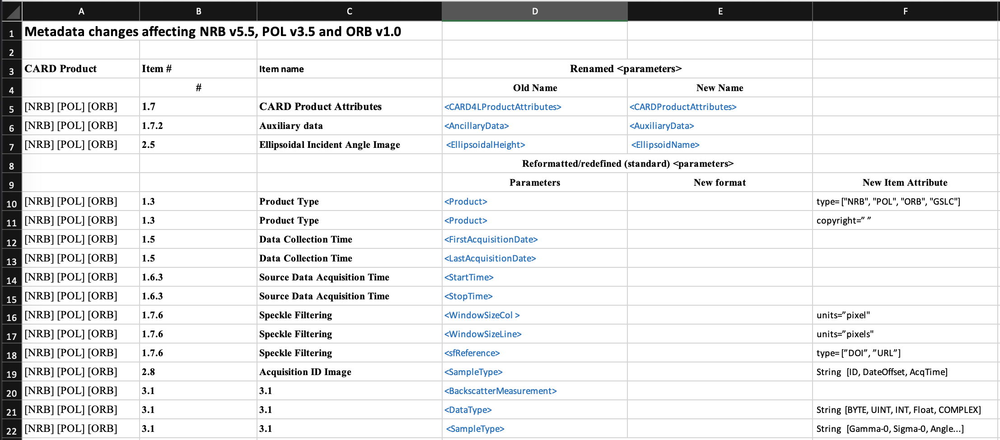 A B C D E F
1 Metadata changes affecting NRB v5.5, POL v3.5 and ORB v1.0
2
3 CARD Product Item # Item name Renamed <parameters>
4 # Old Name New Name
5 [NRB] [POL] [ORB] 1.7 CARD Product Attributes <CARD4LProductAttributes> <CARDProductAttributes>
6 [NRB] [POL] [ORB] 1.7.2 Auxiliary data <AncillaryData> <AuxiliaryData>
7 [NRB] [POL] [ORB] 2.5 Ellipsoidal Incident Angle Image <EllipsoidalHeight> <EllipsoidName>
8 Reformatted/redefined (standard) <parameters>
9 Parameters New format New Item Attribute
10 [NRB] [POL] [ORB] 1.3 Product Type <Product> type= ["NRB", "POL", "ORB", "GSLC"]
11 [NRB] [POL] [ORB] 1.3 Product Type <Product> copyright=” ”
12 [NRB] [POL] [ORB] 1.5 Data Collection Time <FirstAcquisitionDate>
13 [NRB] [POL] [ORB] 1.5 Data Collection Time <LastAcquisitionDate>
14 [NRB] [POL] [ORB] 1.6.3 Source Data Acquisition Time <StartTime>
15 [NRB] [POL] [ORB] 1.6.3 Source Data Acquisition Time <StopTime>
16 [NRB] [POL] [ORB] 1.7.6 Speckle Filtering <WindowSizeCol > units=”pixel"
17 [NRB] [POL] [ORB] 1.7.6 Speckle Filtering <WindowSizeLine> units=”pixels"
18 [NRB] [POL] [ORB] 1.7.6 Speckle Filtering <sfReference> type= [”DOI”, ”URL”]
19 [NRB] [POL] [ORB] 2.8 Acquisition ID Image <SampleType> String [ID, DateOffset, AcqTime]
20 [NRB] [POL] [ORB] 3.1 3.1 <BackscatterMeasurement>
21 [NRB] [POL] [ORB] 3.1 3.1 <DataType> String [BYTE, UINT, INT, Float, COMPLEX]
22 [NRB] [POL] [ORB] 3.1 3.1 <SampleType> String [Gamma-0, Sigma-0, Angle...]